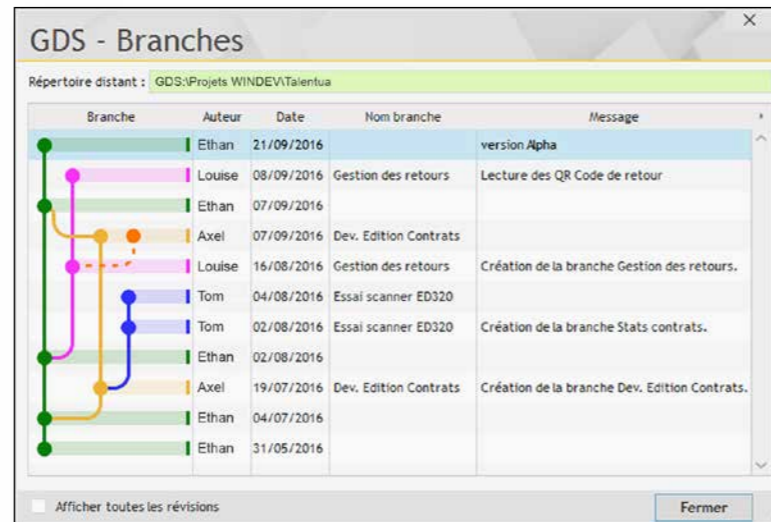 GDS - Branches
Répertoire distant : GDS:\Projets WINDEV\Talentua
Branche Auteur Date Nom branche Message
Ethan 21/09/2016 version Alpha
Louise 08/09/2016 Gestion des retours Lecture des QR Code de retour
Ethan 07/09/2016
Axel 07/09/2016 Dev. Edition Contrats
Louise 16/08/2016 Gestion des retours Création de la branche Gestion des retours.
Tom 04/08/2016 Essai scanner ED320
Tom 02/08/2016 Essai scanner ED320 Création de la branche Stats contrats.
Ethan 02/08/2016
Axel 19/07/2016 Dev. Edition Contrats Création de la branche Dev. Edition Contrats.
Ethan 04/07/2016
Ethan 31/05/2016
Afficher toutes les révisions Fermer